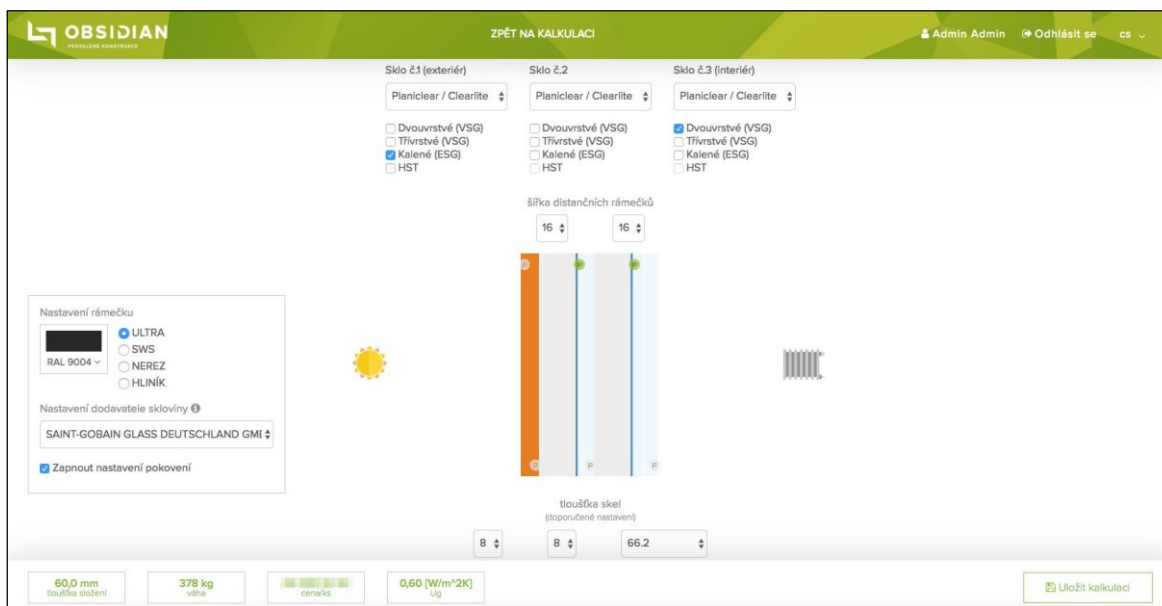 OBSIDIAN
PROSKLENÉ KONSTRUKCE
ZPĚT NA KALKULACI
Admin Admin
Odhlásit se
cs
Sklo č.1 (exteriér)
Sklo č.2
Sklo č.3 (interiér)
Planiclear / Clearlite
Planiclear / Clearlite
Planiclear / Clearlite
Dvouvrstvé (VSG)
Třívrstvé (VSG)
Kalené (ESG)
HST
Dvouvrstvé (VSG)
Třívrstvé (VSG)
Kalené (ESG)
HST
Dvouvrstvé (VSG)
Třívrstvé (VSG)
Kalené (ESG)
HST
šířka distančních rámečků
16
16
P
P
P
P
P
P
Nastavení rámečku
RAL 9004
ULTRA
SWS
NEREZ
HLINÍK
Nastavení dodavatele skloviny
SAINT-GOBAIN GLASS DEUTSCHLAND GME
Zapnout nastavení pokovení
tloušťka skel
(doporučené nastavení)
8
8
66.2
60,0 mm
tloušťka složení
378 kg
váha
cena/ks
0,60 [W/m^2K]
Ug
Uložit kalkulaci